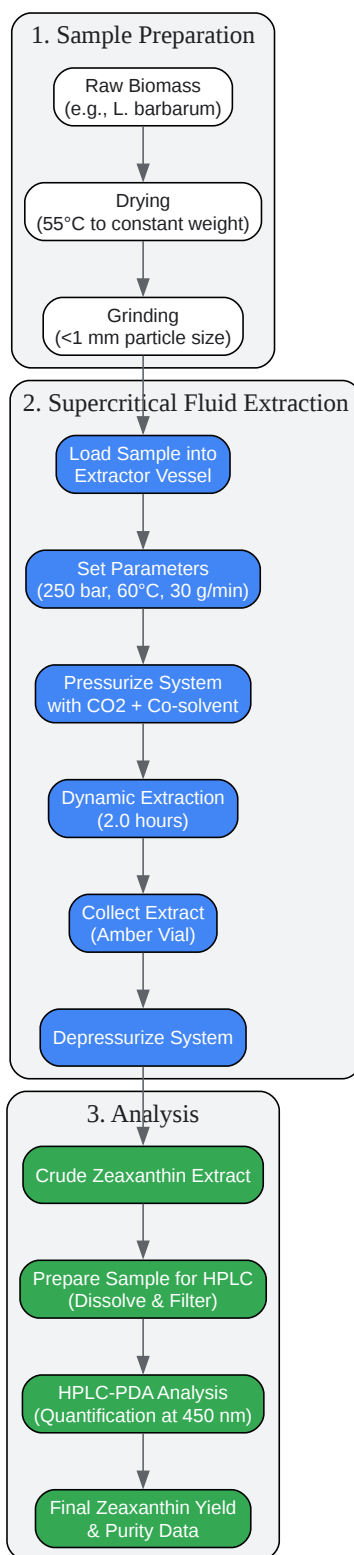 1. Sample Preparation
Raw Biomass
(e.g., L. barbarum)
Drying
(55°C to constant weight)
Grinding
(<1 mm particle size)
2. Supercritical Fluid Extraction
Load Sample into
Extractor Vessel
Set Parameters
(250 bar, 60°C, 30 g/min)
Pressurize System
with CO2 + Co-solvent
Dynamic Extraction
(2.0 hours)
Collect Extract
(Amber Vial)
Depressurize System
3. Analysis
Crude Zeaxanthin Extract
Prepare Sample for HPLC
(Dissolve & Filter)
HPLC-PDA Analysis
(Quantification at 450 nm)
Final Zeaxanthin Yield
& Purity Data